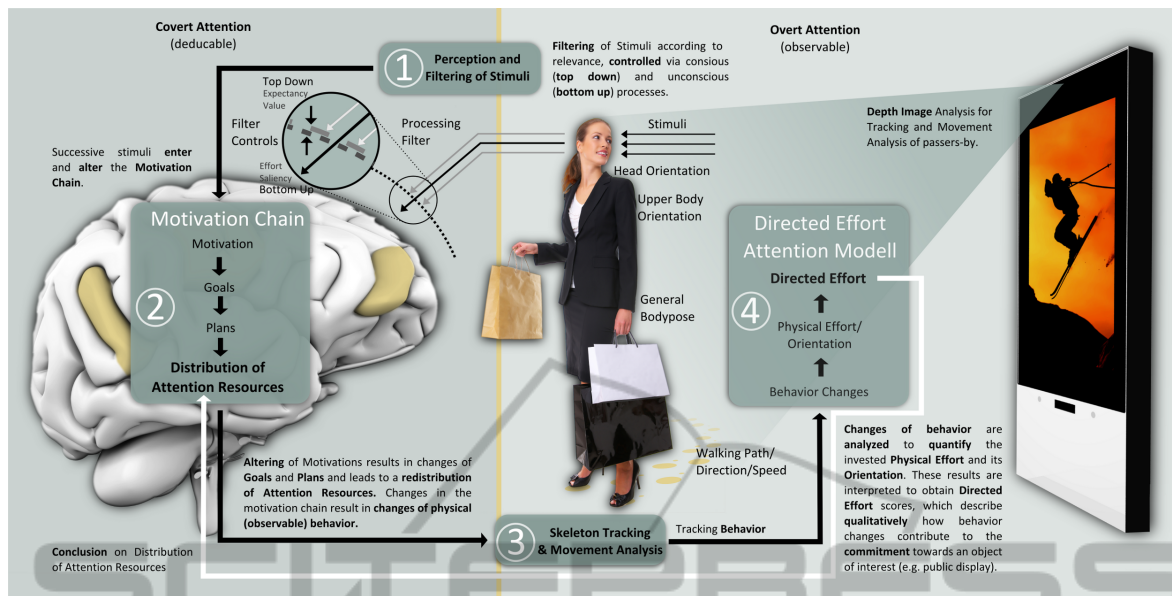 Covert Attention
(deducable)
Overt Attention
(observable)
1
Perception and
Filtering of Stimuli
Filtering of Stimuli according to
relevance, controlled via consious
(top down) and unconscious
(bottom up) processes.
Top Down
Expectancy
Value
Filter
Controls
Processing
Filter
Effort
Saliency
Bottom Up
Successive stimuli enter
and alter the Motivation
Chain.
Stimuli
Head Orientation
Upper Body
Orientation
General
Bodypose
Walking Path/
Direction/Speed
Depth Image Analysis for
Tracking and Movement
Analysis of passers-by.
Motivation Chain
Motivation
2
Goals
Plans
Distribution of
Attention Resources
Directed Effort
Attention Modell
Directed Effort
4
Physical Effort/
Orientation
Behavior Changes
Altering of Motivations results in changes of
Goals and Plans and leads to a redistribution
of Attention Resources. Changes in the
motivation chain result in changes of physical
(observable) behavior.
Changes of behavior are
analyzed to quantify the
invested Physical Effort and its
Orientation. These results are
interpreted to obtain Directed
Effort scores, which describe
qualitatively how behavior
changes contribute to the
commitment towards an object
of interest (e.g. public display).
3
Skeleton Tracking
& Movement Analysis
Tracking Behavior
Conclusion on Distribution
of Attention Resources
SCITEPRESS